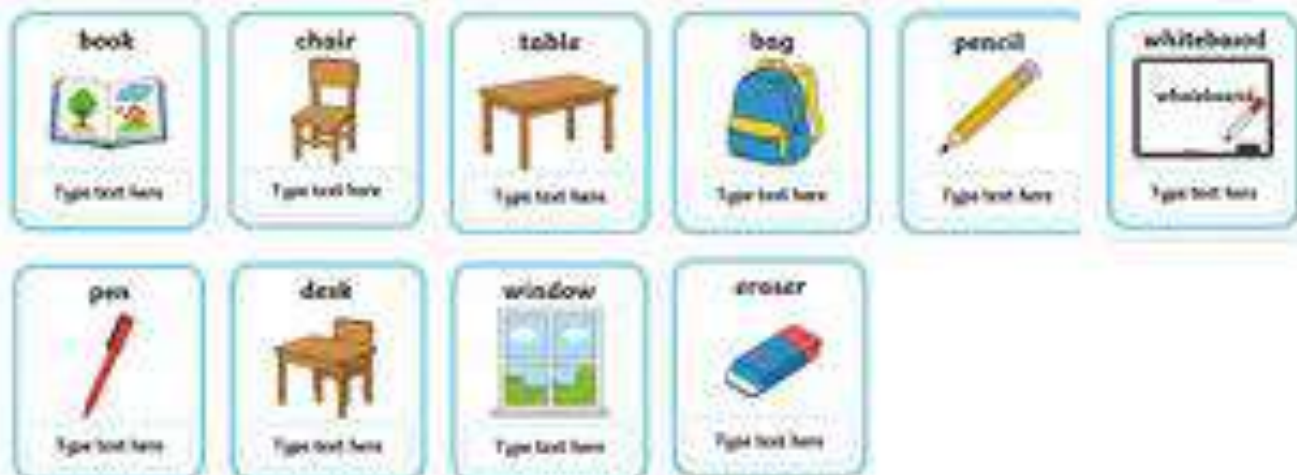 book
chair
table
bag
pencil
whiteboard
whiteboard
Type text here
Type text here
Type text here
Type text here
Type text here
Type text here
pen
desk
window
eraser
Type text here
Type text here
Type text here
Type text here